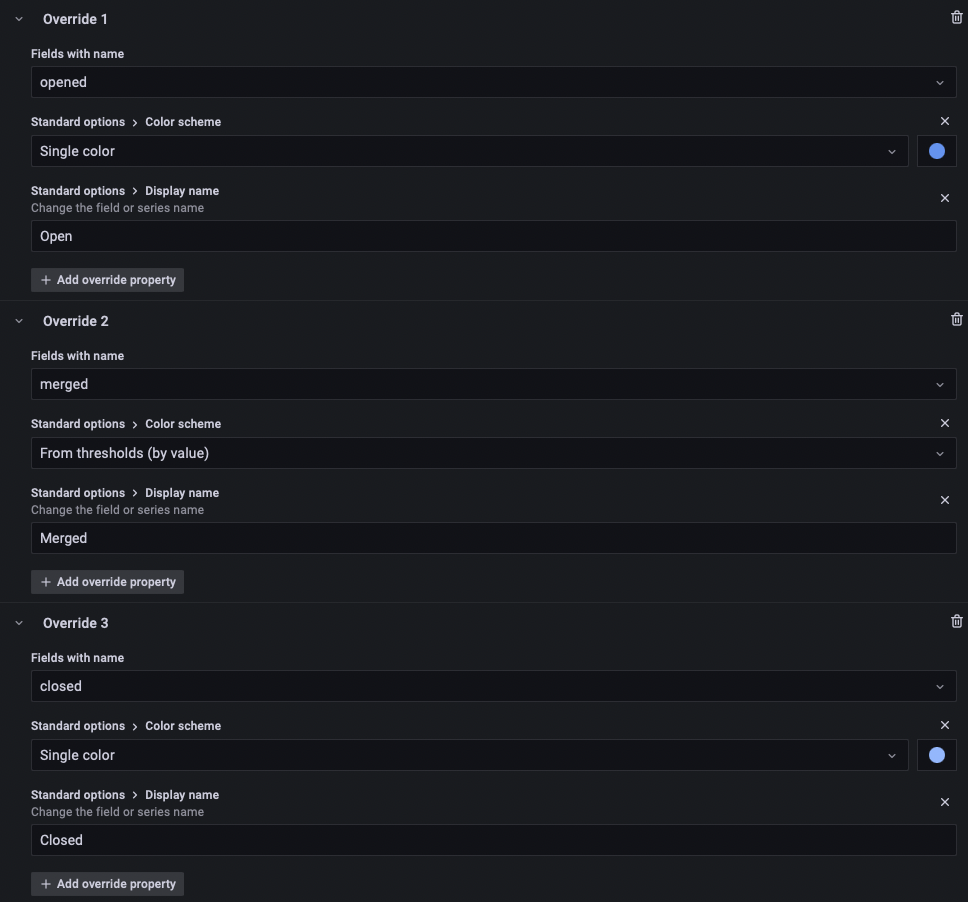 Override 1
Fields with name
opened
Standard options > Color scheme
Single color
Standard options > Display name
Change the field or series name
Open
+ Add override property
Override 2
Fields with name
merged
Standard options > Color scheme
From thresholds (by value)
Standard options > Display name
Change the field or series name
Merged
+ Add override property
Override 3
Fields with name
closed
Standard options > Color scheme
Single color
Standard options > Display name
Change the field or series name
Closed
+ Add override property